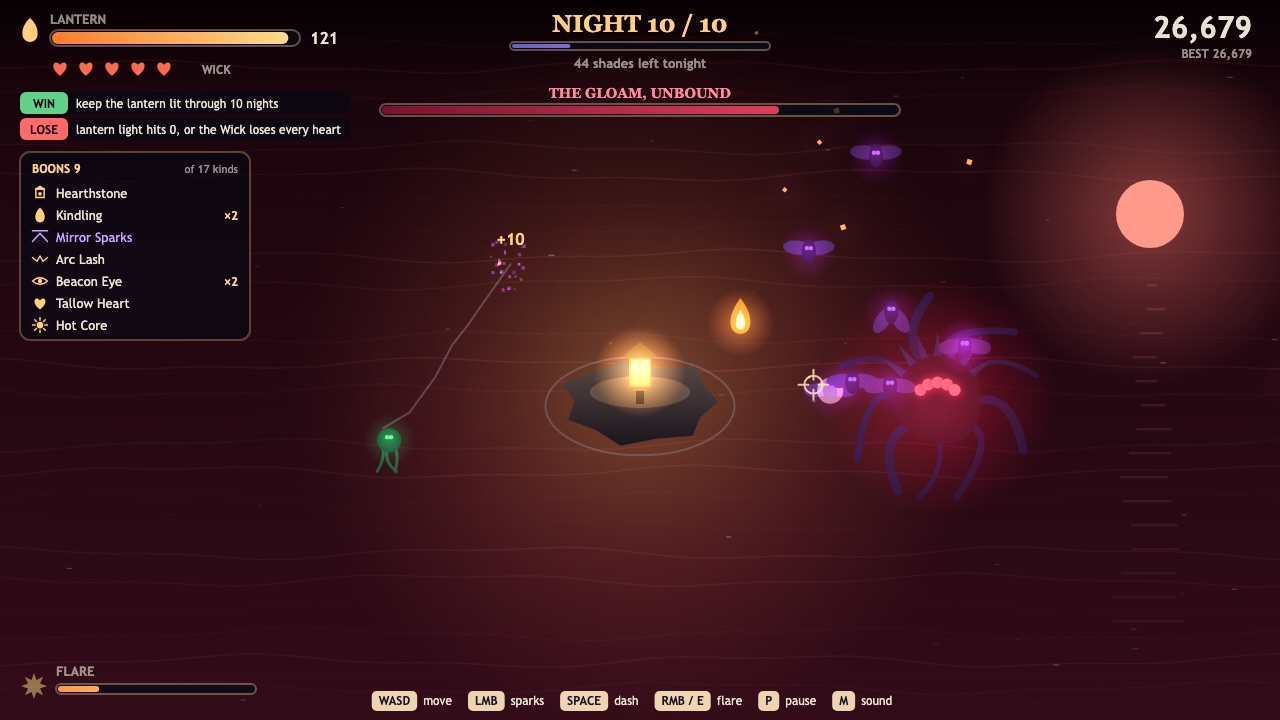 LANTERN
121
WICK
WIN keep the lantern lit through 10 nights
LOSE lantern light hits 0, or the Wick loses every heart
BOONS 9 of 17 kinds
Hearthstone
Kindling ×2
Mirror Sparks
Arc Lash
Beacon Eye ×2
Tallow Heart
Hot Core
NIGHT 10 / 10
44 shades left tonight
THE GLOAM, UNBOUND
26,679
BEST 26,679
+10
FLARE
WASD move LMB sparks SPACE dash RMB / E flare P pause M sound